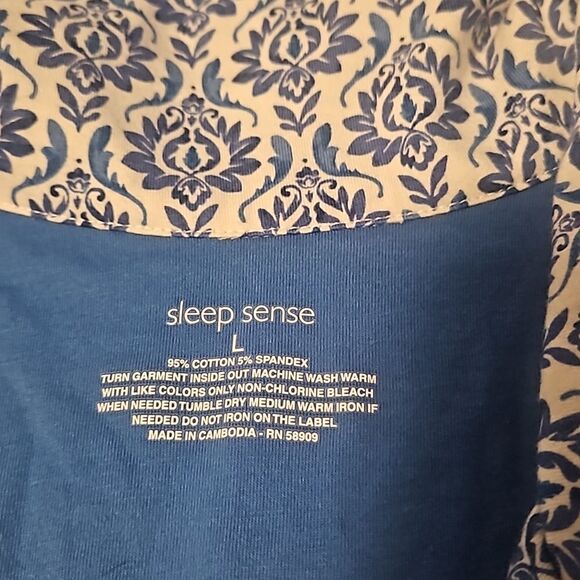 sleep sense
L
95% COTTON 5% SPANDEX
TURN GARMENT INSIDE OUT MACHINE WASH WARM
WITH LIKE COLORS ONLY NON-CHLORINE BLEACH
WHEN NEEDED TUMBLE DRY MEDIUM WARM IRON IF
NEEDED DO NOT IRON ON THE LABEL
MADE IN CAMBODIA - RN 58909